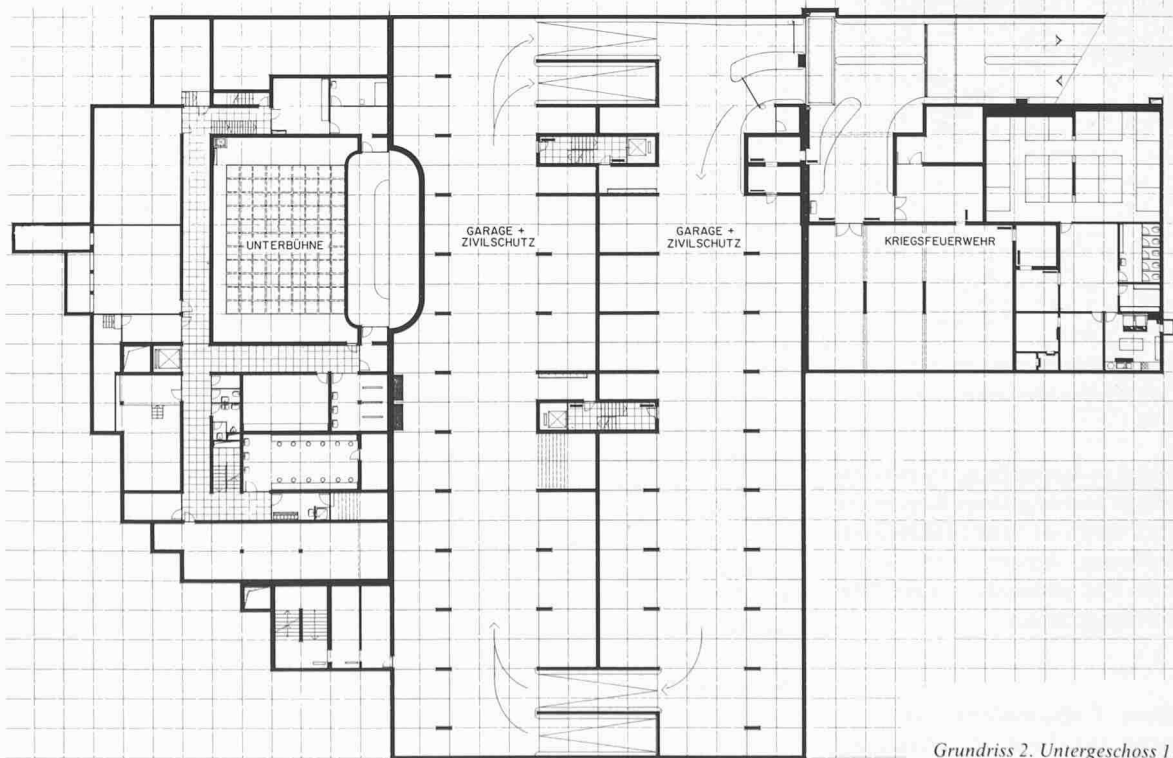 UNTERBÜHNE
GARAGE +
ZIVILSCHUTZ
GARAGE +
ZIVILSCHUTZ
KRIEGSFEUERWEHR
Grundriss 2. Untergeschoss 1